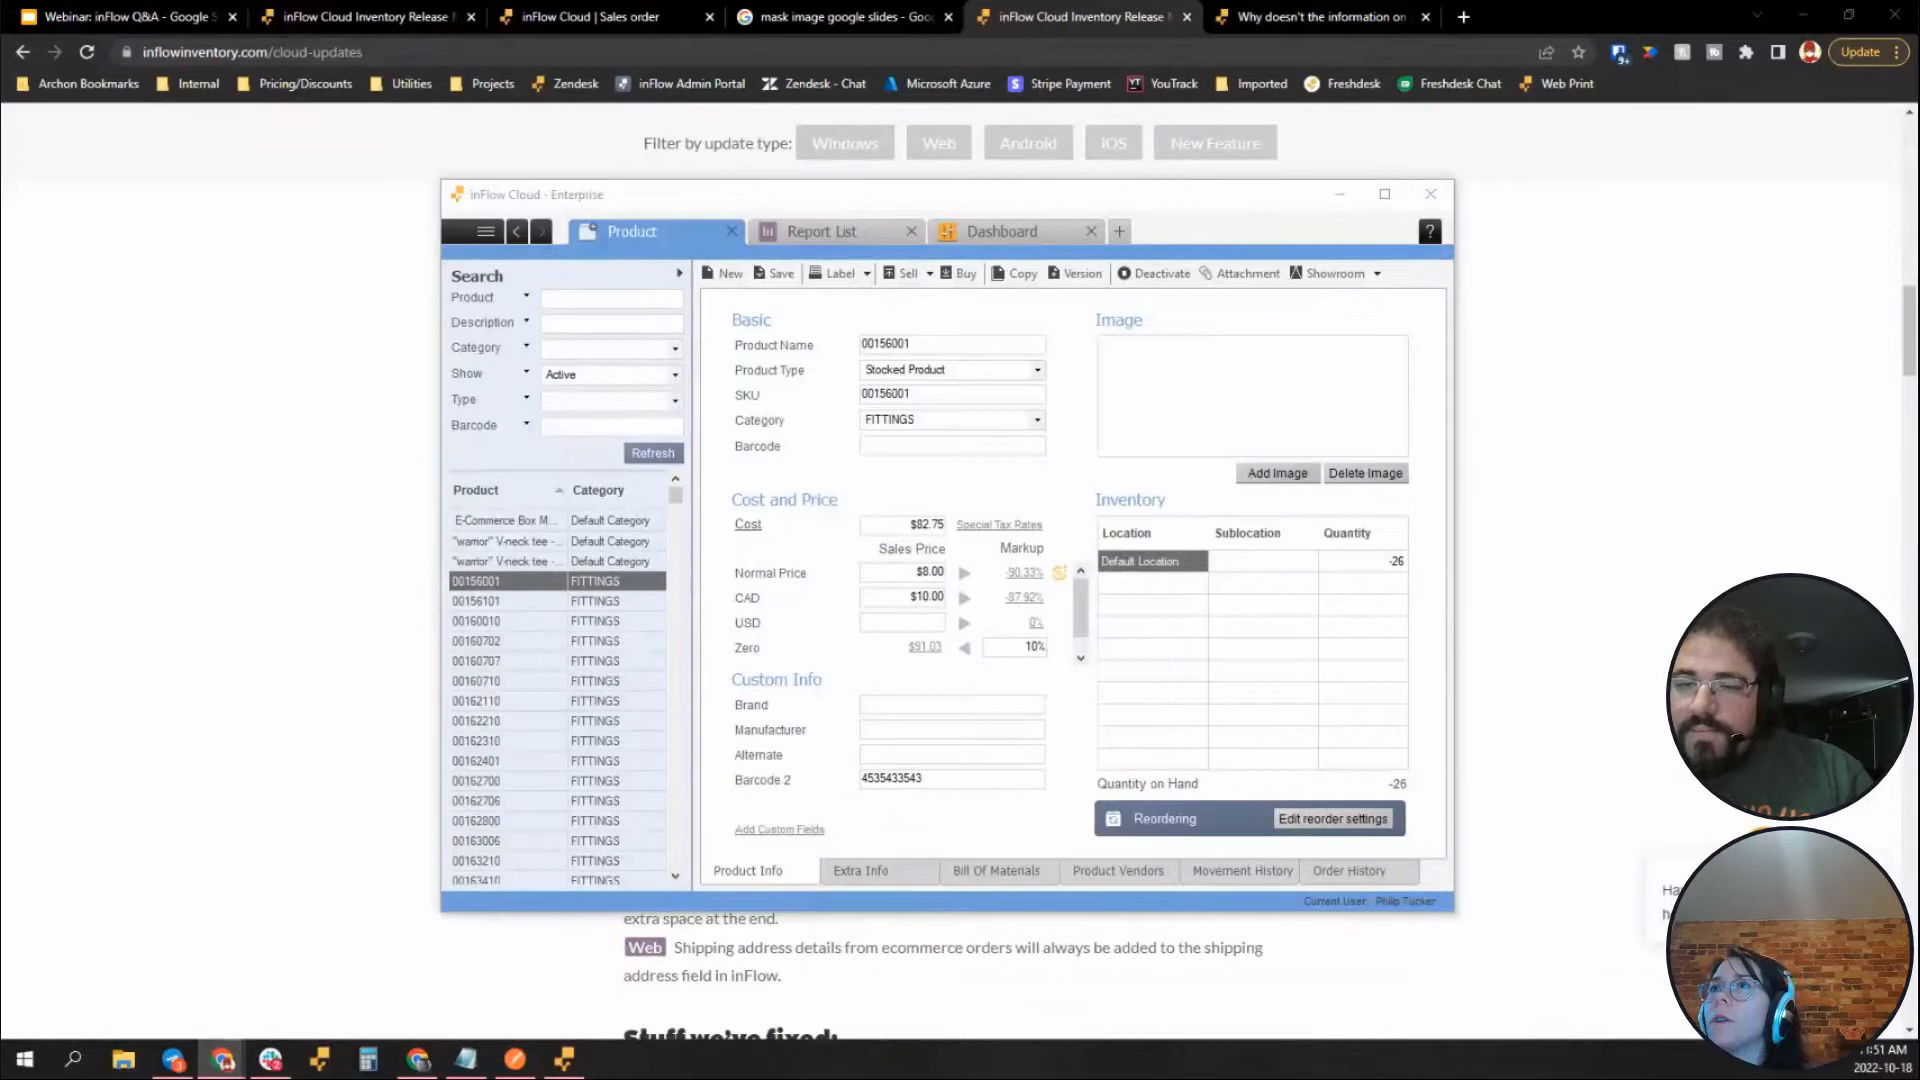 Webinar: inFlow Q&A - Google S
inFlow Cloud Inventory Release
inFlow Cloud | Sales order
mask image google slides - Goo
inFlow Cloud Inventory Release
Why doesn't the information on
inflowinventory.com/cloud-updates
9+
Update
Archon Bookmarks
Internal
Pricing/Discounts
Utilities
Projects
Zendesk
inFlow Admin Portal
Zendesk - Chat
Microsoft Azure
Stripe Payment
YouTrack
Imported
Freshdesk
Freshdesk Chat
Web Print
Filter by update type: Windows Web Android iOS New Feature
inFlow Cloud - Enterprise
Product
Report List
Dashboard
?
Search
Product
Description
Category
Show Active
Type
Barcode
Refresh
Product Category
E-Commerce Box M... Default Category
"warrior" V-neck tee -... Default Category
"warrior" V-neck tee -... Default Category
00156001 FITTINGS
00156101 FITTINGS
00160010 FITTINGS
00160702 FITTINGS
00160707 FITTINGS
00160710 FITTINGS
00162110 FITTINGS
00162210 FITTINGS
00162310 FITTINGS
00162401 FITTINGS
00162700 FITTINGS
00162706 FITTINGS
00162800 FITTINGS
00163006 FITTINGS
00163210 FITTINGS
00163410 FITTINGS
New Save Label Sell Buy Copy Version Deactivate Attachment Showroom
Basic
Product Name 00156001
Product Type Stocked Product
SKU 00156001
Category FITTINGS
Barcode
Image
Add Image Delete Image
Cost and Price
Cost $82.75 Special Tax Rates
Sales Price Markup
Normal Price $8.00 -90.33%
CAD $10.00 -87.92%
USD 0%
Zero $91.03 10%
Inventory
Location Sublocation Quantity
Default Location -26
Quantity on Hand -26
Reordering Edit reorder settings
Custom Info
Brand
Manufacturer
Alternate
Barcode 2 4535433543
Add Custom Fields
Product Info Extra Info Bill Of Materials Product Vendors Movement History Order History
Current User: Philip Tucker
extra space at the end.
Web Shipping address details from ecommerce orders will always be added to the shipping
address field in inFlow.
Stuff we've fixed:
:51 AM
2022-10-18